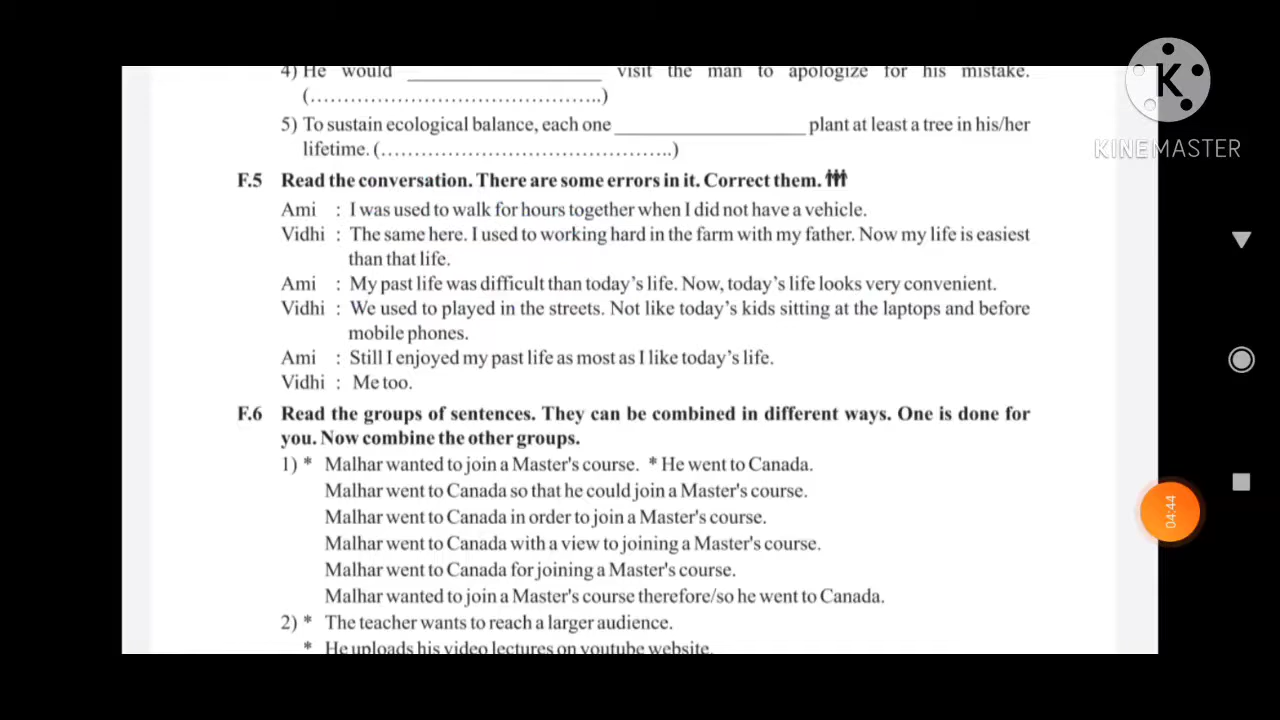 4) He would ____________________ visit the man to apologize for his mistake.
(……………………………………..)
5) To sustain ecological balance, each one ____________________ plant at least a tree in his/her
lifetime. (……………………………………..)
F.5 Read the conversation. There are some errors in it. Correct them.
Ami : I was used to walk for hours together when I did not have a vehicle.
Vidhi : The same here. I used to working hard in the farm with my father. Now my life is easiest
than that life.
Ami : My past life was difficult than today's life. Now, today's life looks very convenient.
Vidhi : We used to played in the streets. Not like today's kids sitting at the laptops and before
mobile phones.
Ami : Still I enjoyed my past life as most as I like today's life.
Vidhi : Me too.
F.6 Read the groups of sentences. They can be combined in different ways. One is done for
you. Now combine the other groups.
1) * Malhar wanted to join a Master's course. * He went to Canada.
Malhar went to Canada so that he could join a Master's course.
Malhar went to Canada in order to join a Master's course.
Malhar went to Canada with a view to joining a Master's course.
Malhar went to Canada for joining a Master's course.
Malhar wanted to join a Master's course therefore/so he went to Canada.
2) * The teacher wants to reach a larger audience.
* He uploads his video lectures on youtube website.
K
KINEMASTER
04:44